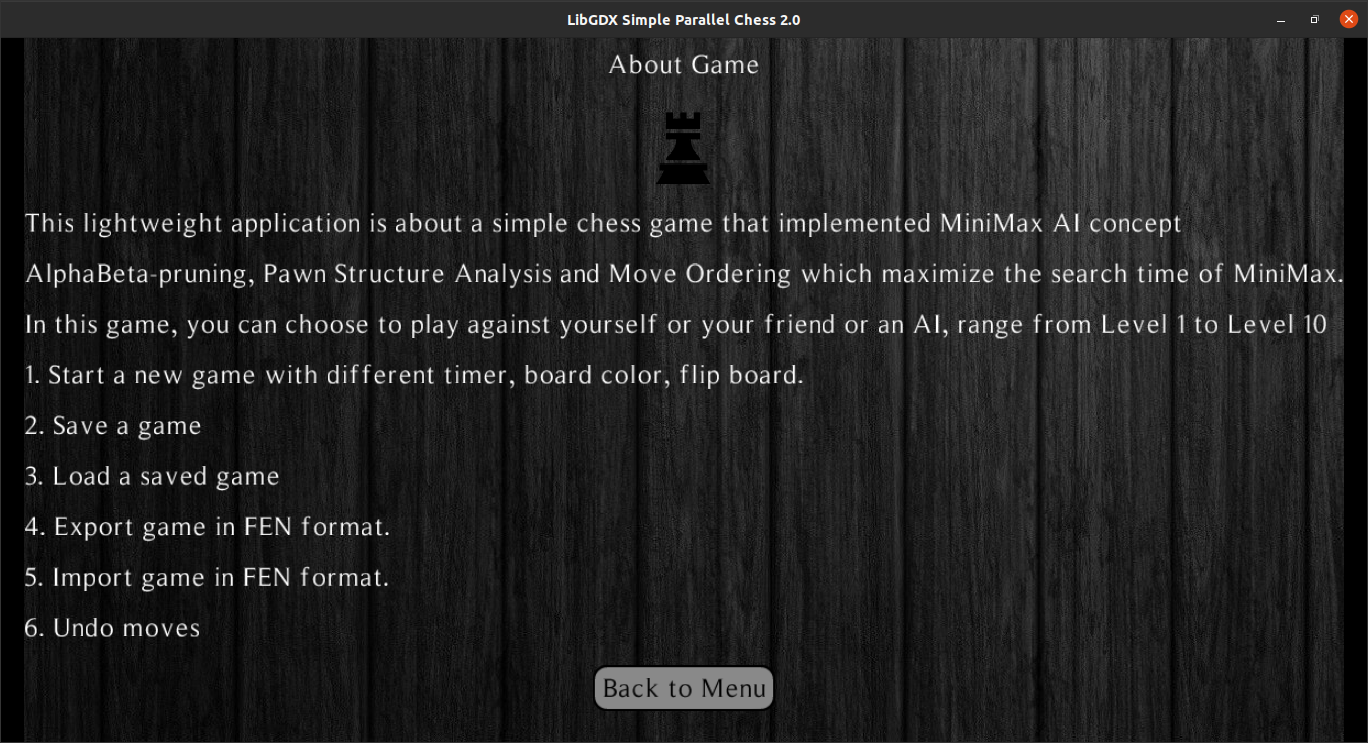 LibGDX Simple Parallel Chess 2.0
About Game
This lightweight application is about a simple chess game that implemented MiniMax AI concept
AlphaBeta-pruning, Pawn Structure Analysis and Move Ordering which maximize the search time of MiniMax.
In this game, you can choose to play against yourself or your friend or an AI, range from Level 1 to Level 10
1. Start a new game with different timer, board color, flip board.
2. Save a game
3. Load a saved game
4. Export game in FEN format.
5. Import game in FEN format.
6. Undo moves
Back to Menu